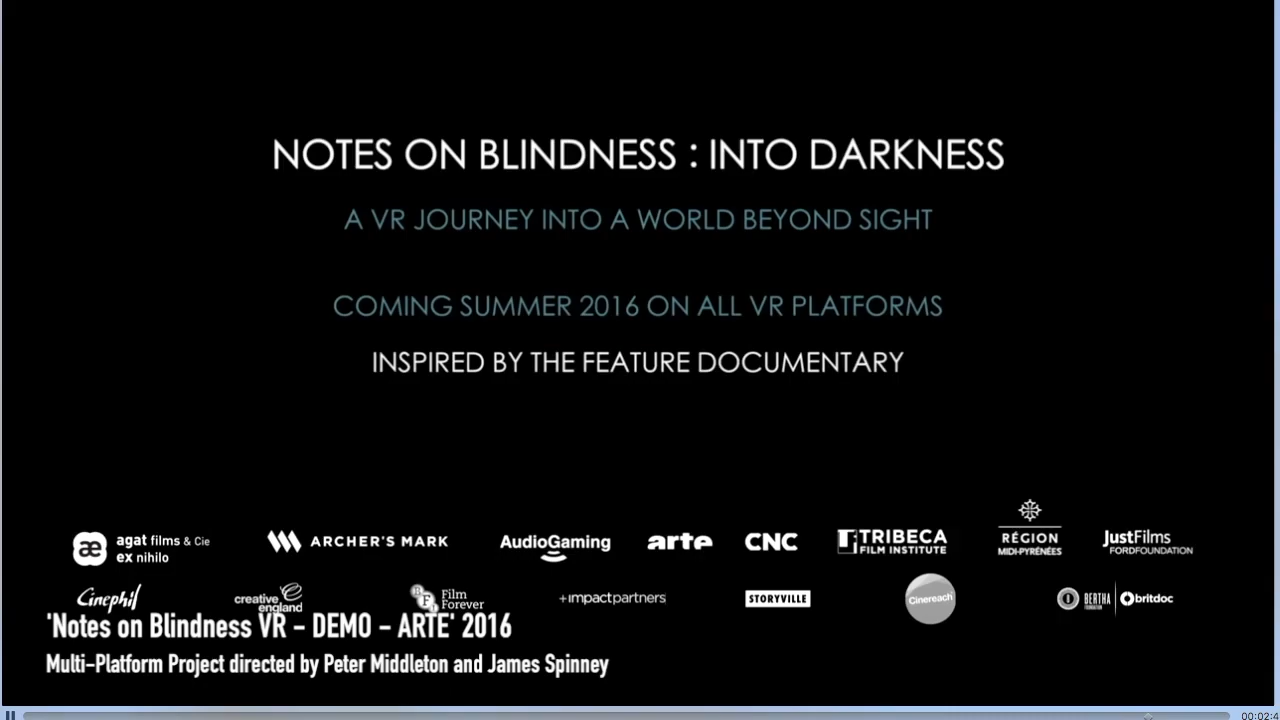 NOTES ON BLINDNESS : INTO DARKNESS
A VR JOURNEY INTO A WORLD BEYOND SIGHT
COMING SUMMER 2016 ON ALL VR PLATFORMS
INSPIRED BY THE FEATURE DOCUMENTARY
æ agat films & Cie
ex nihilo
ARCHER'S MARK
AudioGaming
arte
CNC
TRIBECA
FILM INSTITUTE
RÉGION
MIDI-PYRÉNÉES
JustFilms
FORDFOUNDATION
Cinephil
creative
england
BFI
Film
Forever
+impactpartners
STORYVILLE
Cinereach
BERTHA
FOUNDATION
britdoc
'Notes on Blindness VR - DEMO - ARTE' 2016
Multi-Platform Project directed by Peter Middleton and James Spinney